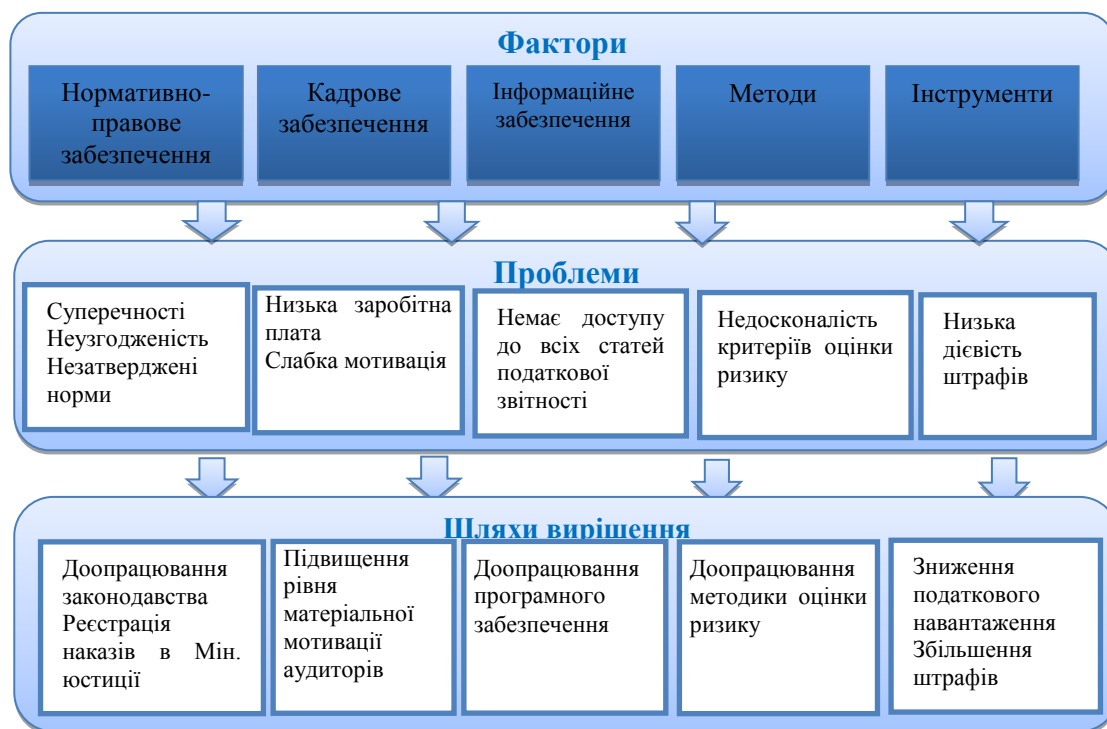 Фактори
Нормативно-
правове
забезпечення
Кадрове
забезпечення
Інформаційне
забезпечення
Методи
Інструменти
Проблеми
Суперечності
Неузгодженість
Незатверджені
норми
Низька заробітна
плата
Слабка мотивація
Немає доступу
до всіх статей
податкової
звітності
Недосконалість
критеріїв оцінки
ризику
Низька
дієвість
штрафів
Шляхи вирішення
Доопрацювання
законодавства
Реєстрація
наказів в Мін.
юстиції
Підвищення
рівня
матеріальної
мотивації
аудиторів
Доопрацювання
програмного
забезпечення
Доопрацювання
методики оцінки
ризику
Зниження
податкового
навантаження
Збільшення
штрафів